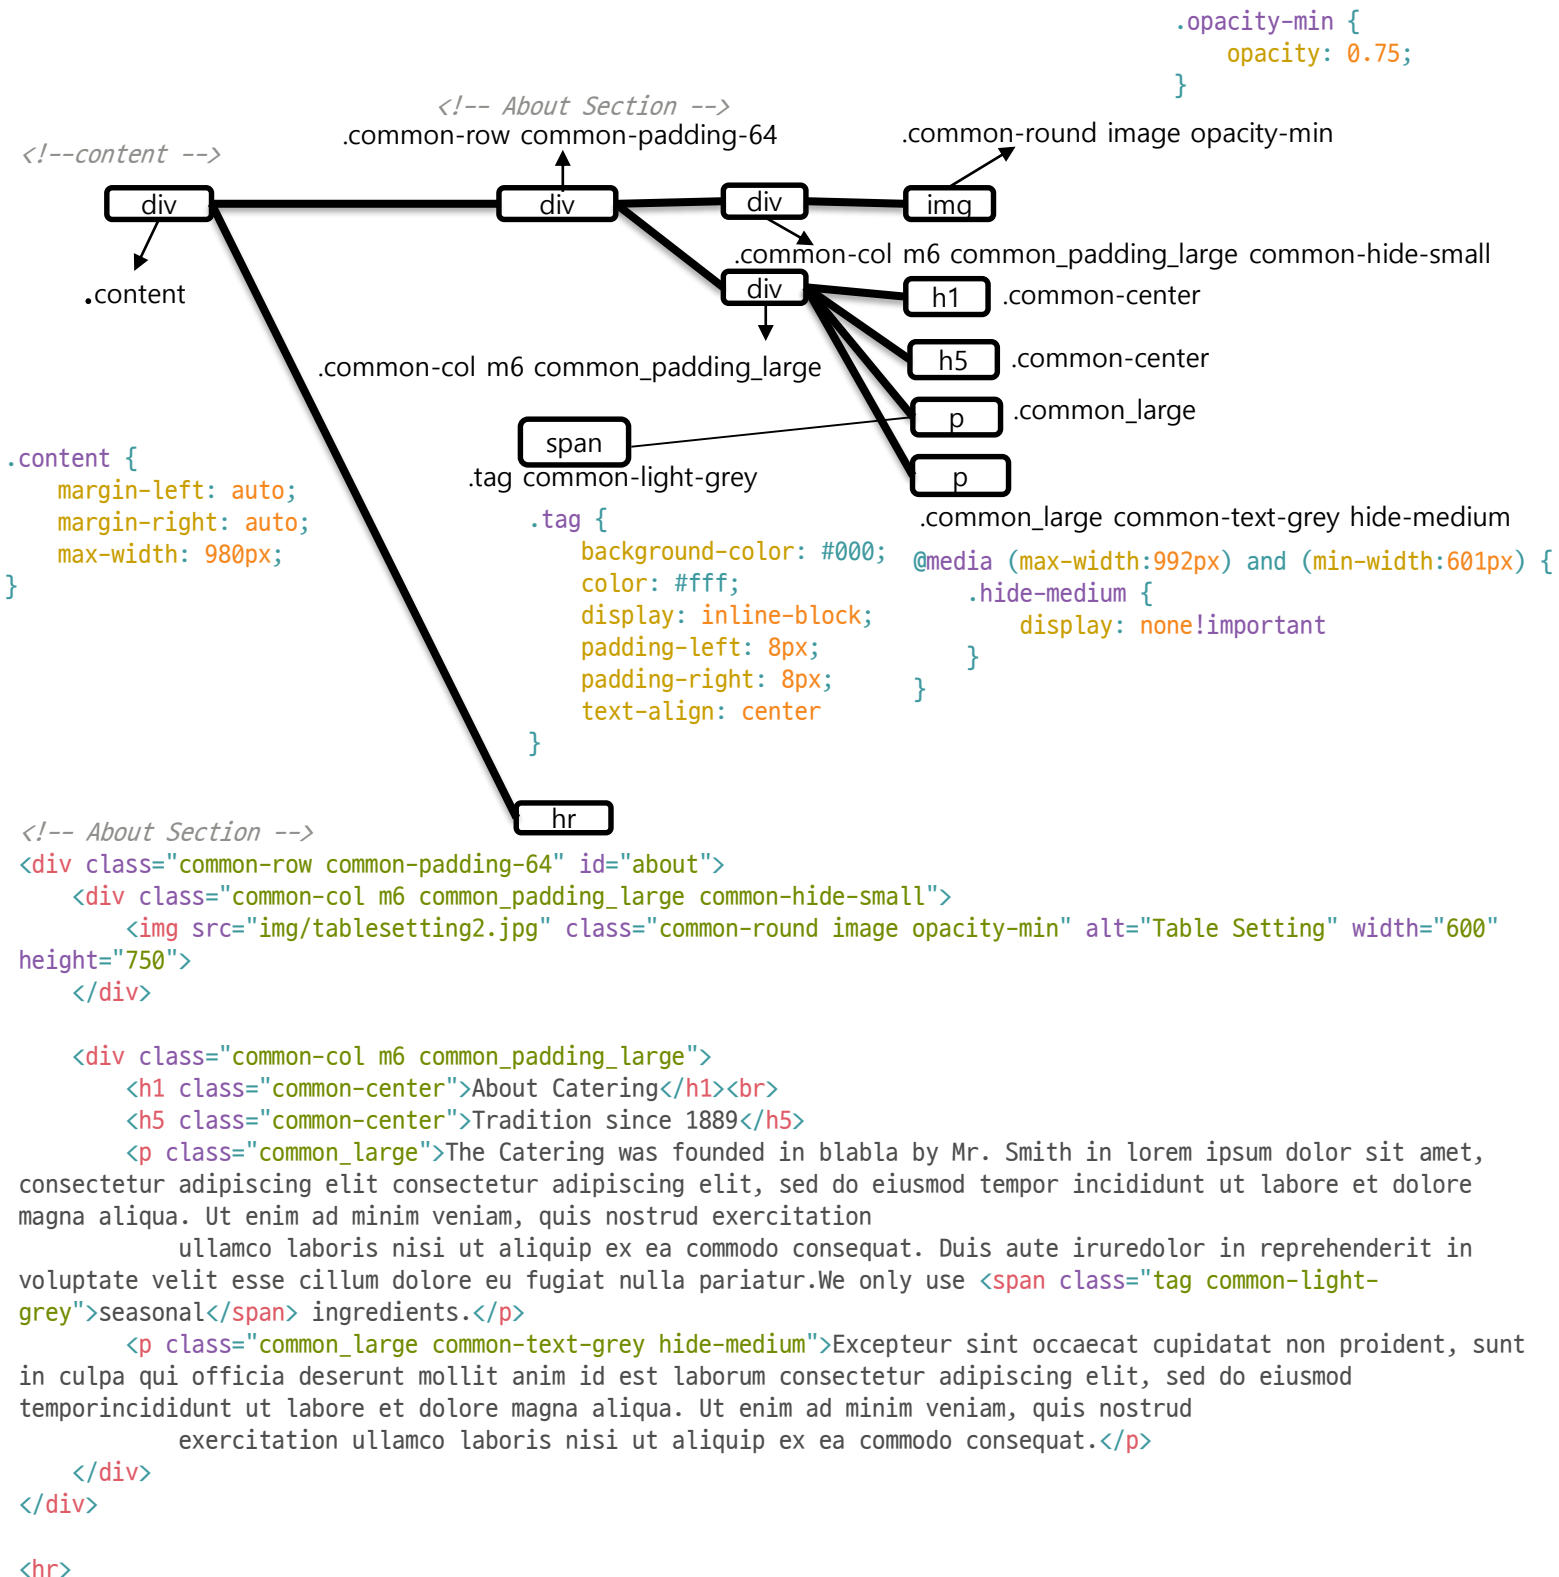 .opacity-min {
    opacity: 0.75;
}
<!-- About Section -->
.common-row common-padding-64
.common-round image opacity-min
<!--content -->
div
div
div
img
.common-col m6 common_padding_large common-hide-small
.content
div
h1
.common-center
.common-col m6 common_padding_large
h5
.common-center
p
.common_large
span
.tag common-light-grey
p
.common_large common-text-grey hide-medium
.content {
    margin-left: auto;
    margin-right: auto;
    max-width: 980px;
}
.tag {
    background-color: #000;
    color: #fff;
    display: inline-block;
    padding-left: 8px;
    padding-right: 8px;
    text-align: center
}
@media (max-width:992px) and (min-width:601px) {
    .hide-medium {
        display: none!important
    }
}
hr
<!-- About Section -->
<div class="common-row common-padding-64" id="about">
    <div class="common-col m6 common_padding_large common-hide-small">
        <img src="img/tablesetting2.jpg" class="common-round image opacity-min" alt="Table Setting" width="600"
height="750">
    </div>
    <div class="common-col m6 common_padding_large">
        <h1 class="common-center">About Catering</h1><br>
        <h5 class="common-center">Tradition since 1889</h5>
        <p class="common_large">The Catering was founded in blabla by Mr. Smith in lorem ipsum dolor sit amet,
consectetur adipiscing elit consectetur adipiscing elit, sed do eiusmod tempor incididunt ut labore et dolore
magna aliqua. Ut enim ad minim veniam, quis nostrud exercitation
            ullamco laboris nisi ut aliquip ex ea commodo consequat. Duis aute iruredolor in reprehenderit in
voluptate velit esse cillum dolore eu fugiat nulla pariatur.We only use <span class="tag common-light-
grey">seasonal</span> ingredients.</p>
        <p class="common_large common-text-grey hide-medium">Excepteur sint occaecat cupidatat non proident, sunt
in culpa qui officia deserunt mollit anim id est laborum consectetur adipiscing elit, sed do eiusmod
temporincididunt ut labore et dolore magna aliqua. Ut enim ad minim veniam, quis nostrud
            exercitation ullamco laboris nisi ut aliquip ex ea commodo consequat.</p>
    </div>
</div>
<hr>